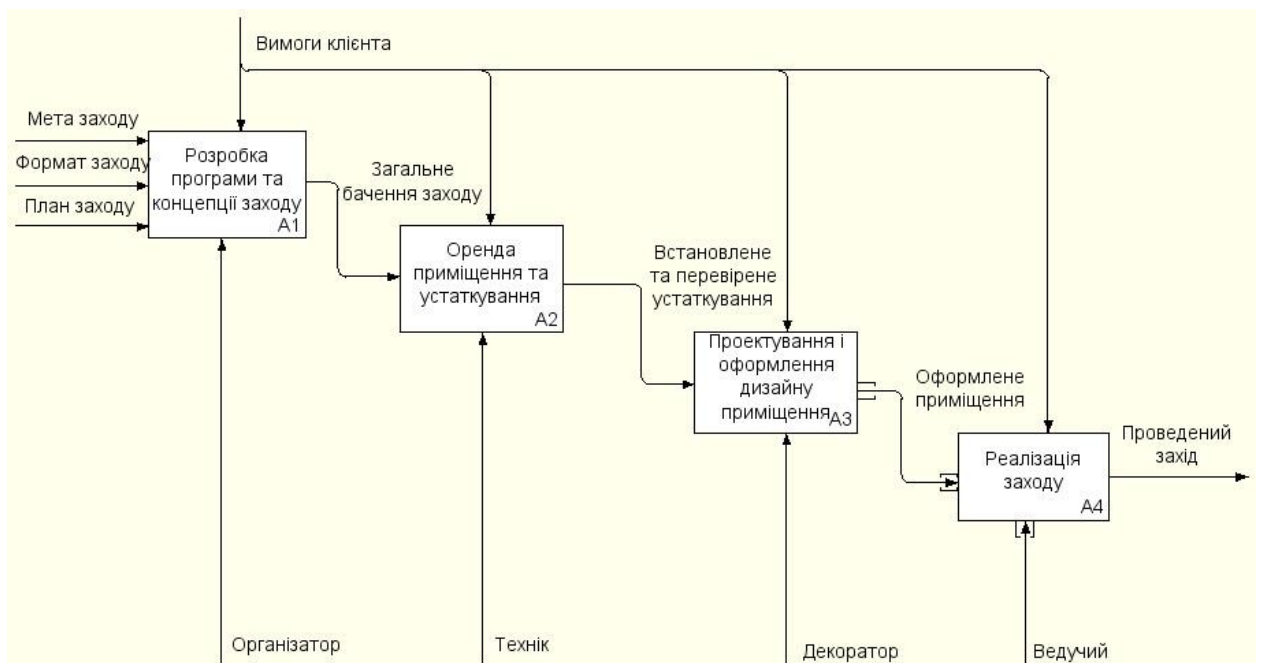 Вимоги клієнта
Мета заходу
Формат заходу
План заходу
Розробка
програми та
концепції заходу
A1
Загальне
бачення заходу
Оренда
приміщення та
устаткування
A2
Встановлене
та перевірене
устаткування
Проектування і
оформлення
дизайну
приміщення
A3
Оформлене
приміщення
Реалізація
заходу
A4
Проведений
захід
Організатор
Технік
Декоратор
Ведучий